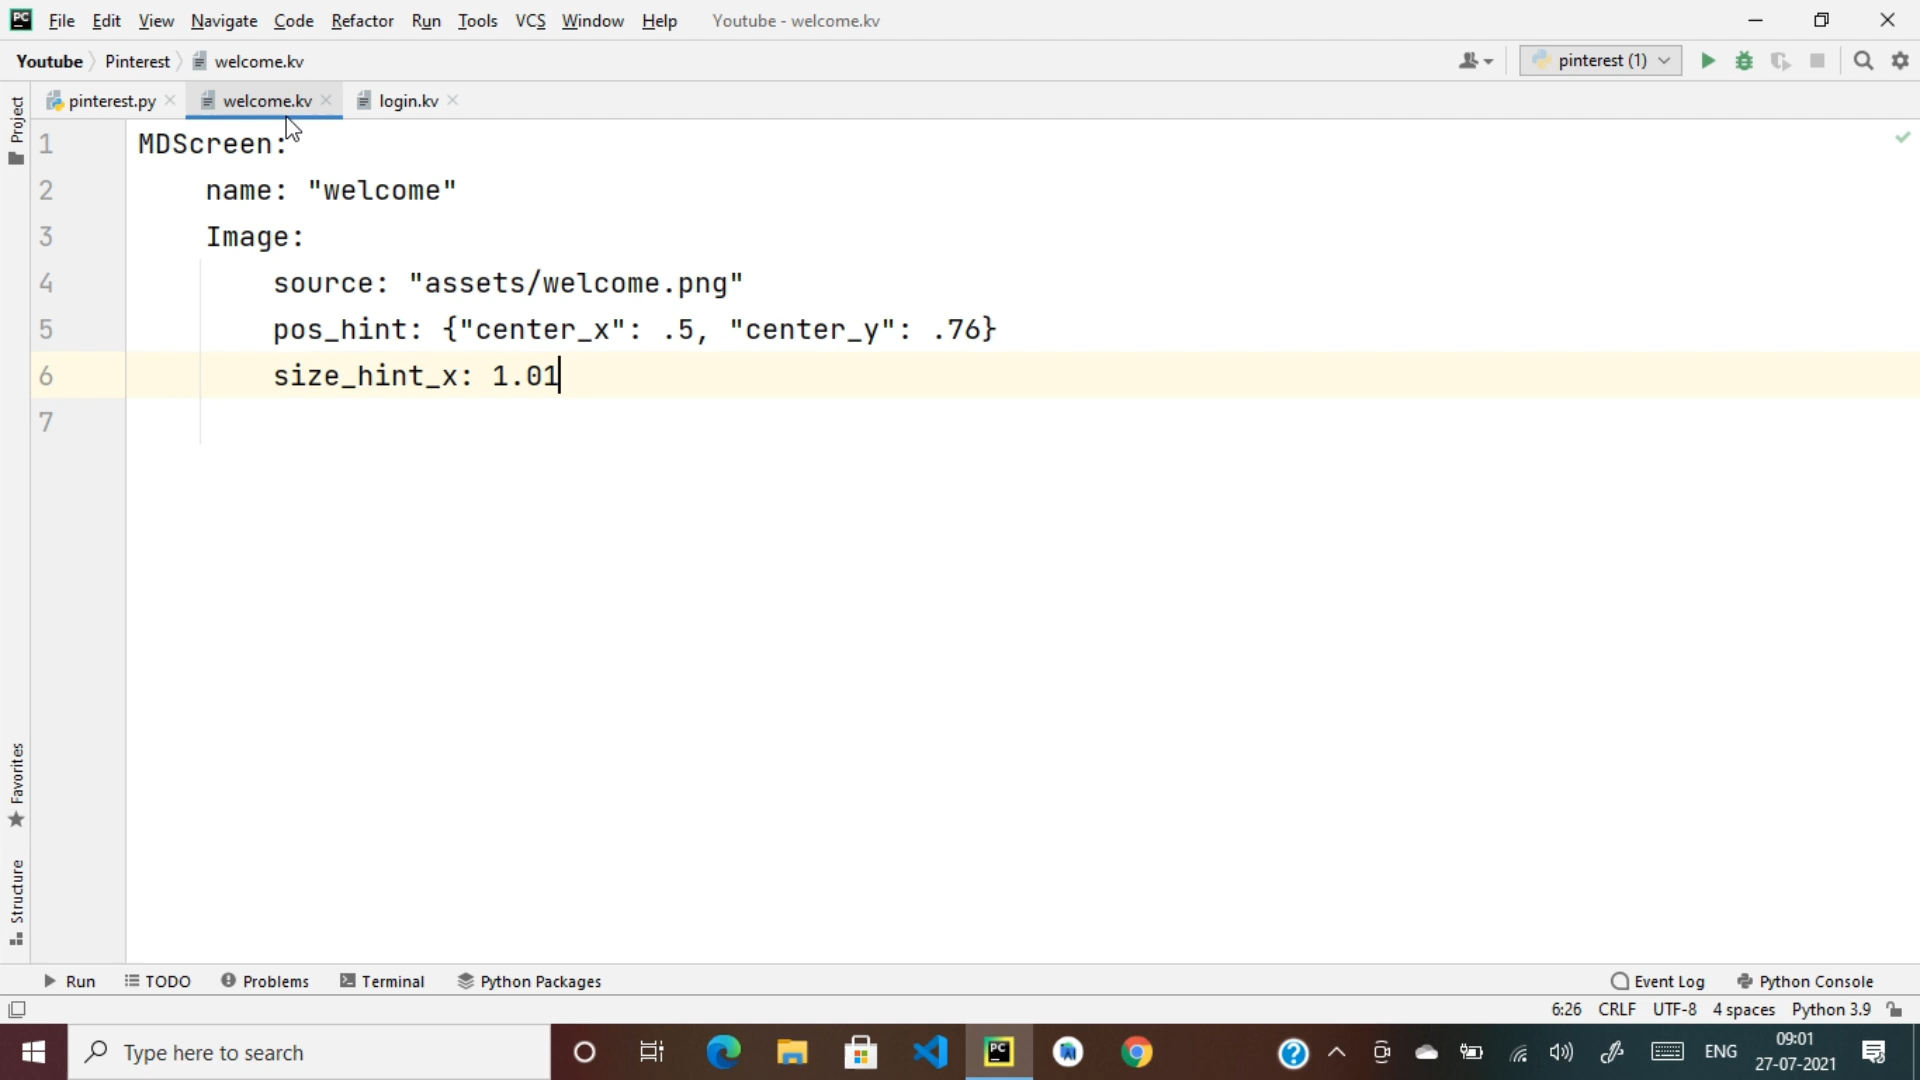 PC File Edit View Navigate Code Refactor Run Tools VCS Window Help Youtube - welcome.kv
Youtube Pinterest welcome.kv pinterest (1)
pinterest.py welcome.kv login.kv
Project
1 MDScreen:
2 name: "welcome"
3 Image:
4 source: "assets/welcome.png"
5 pos_hint: {"center_x": .5, "center_y": .76}
6 size_hint_x: 1.01
7
Favorites
Structure
Run TODO Problems Terminal Python Packages Event Log Python Console
6:26 CRLF UTF-8 4 spaces Python 3.9
Type here to search PC ENG 09:01
27-07-2021